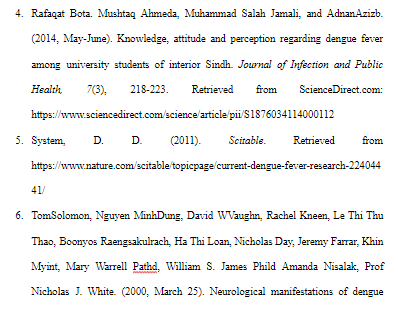 4. Rafaqat Bota. Mushtaq Ahmeda, Muhammad Salah Jamali, and AdnanAzizb.
(2014, May-June). Knowledge, attitude and perception regarding dengue fever
among university students of interior Sindh. Journal of Infection and Public
Health, 7(3), 218-223. Retrieved from ScienceDirect.com:
https://www.sciencedirect.com/science/article/pii/S1876034114000112
5. System, D. D. (2011). Scitable. Retrieved from
https://www.nature.com/scitable/topicpage/current-dengue-fever-research-224044
41/
6. TomSolomon, Nguyen MinhDung, David WVaughn, Rachel Kneen, Le Thi Thu
Thao, Boonyos Raengsakulrach, Ha Thi Loan, Nicholas Day, Jeremy Farrar, Khin
Myint, Mary Warrell Pathd, William S. James Phild Amanda Nisalak, Prof
Nicholas J. White. (2000, March 25). Neurological manifestations of dengue